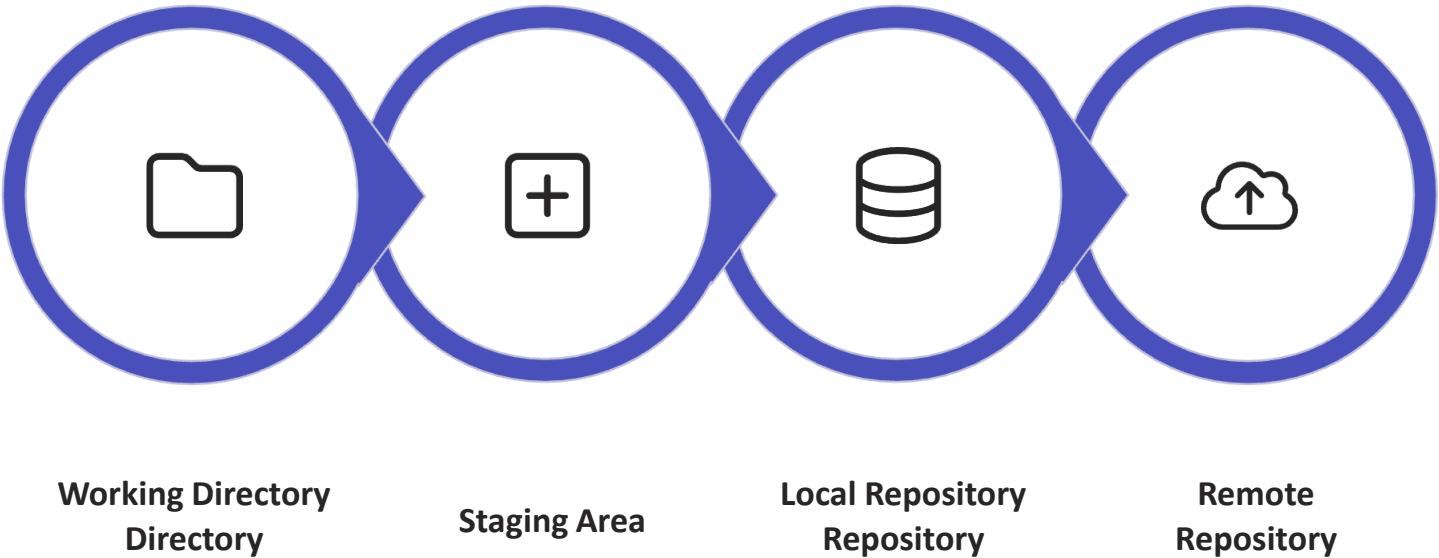 Working Directory
Directory
Staging Area
Local Repository
Repository
Remote
Repository